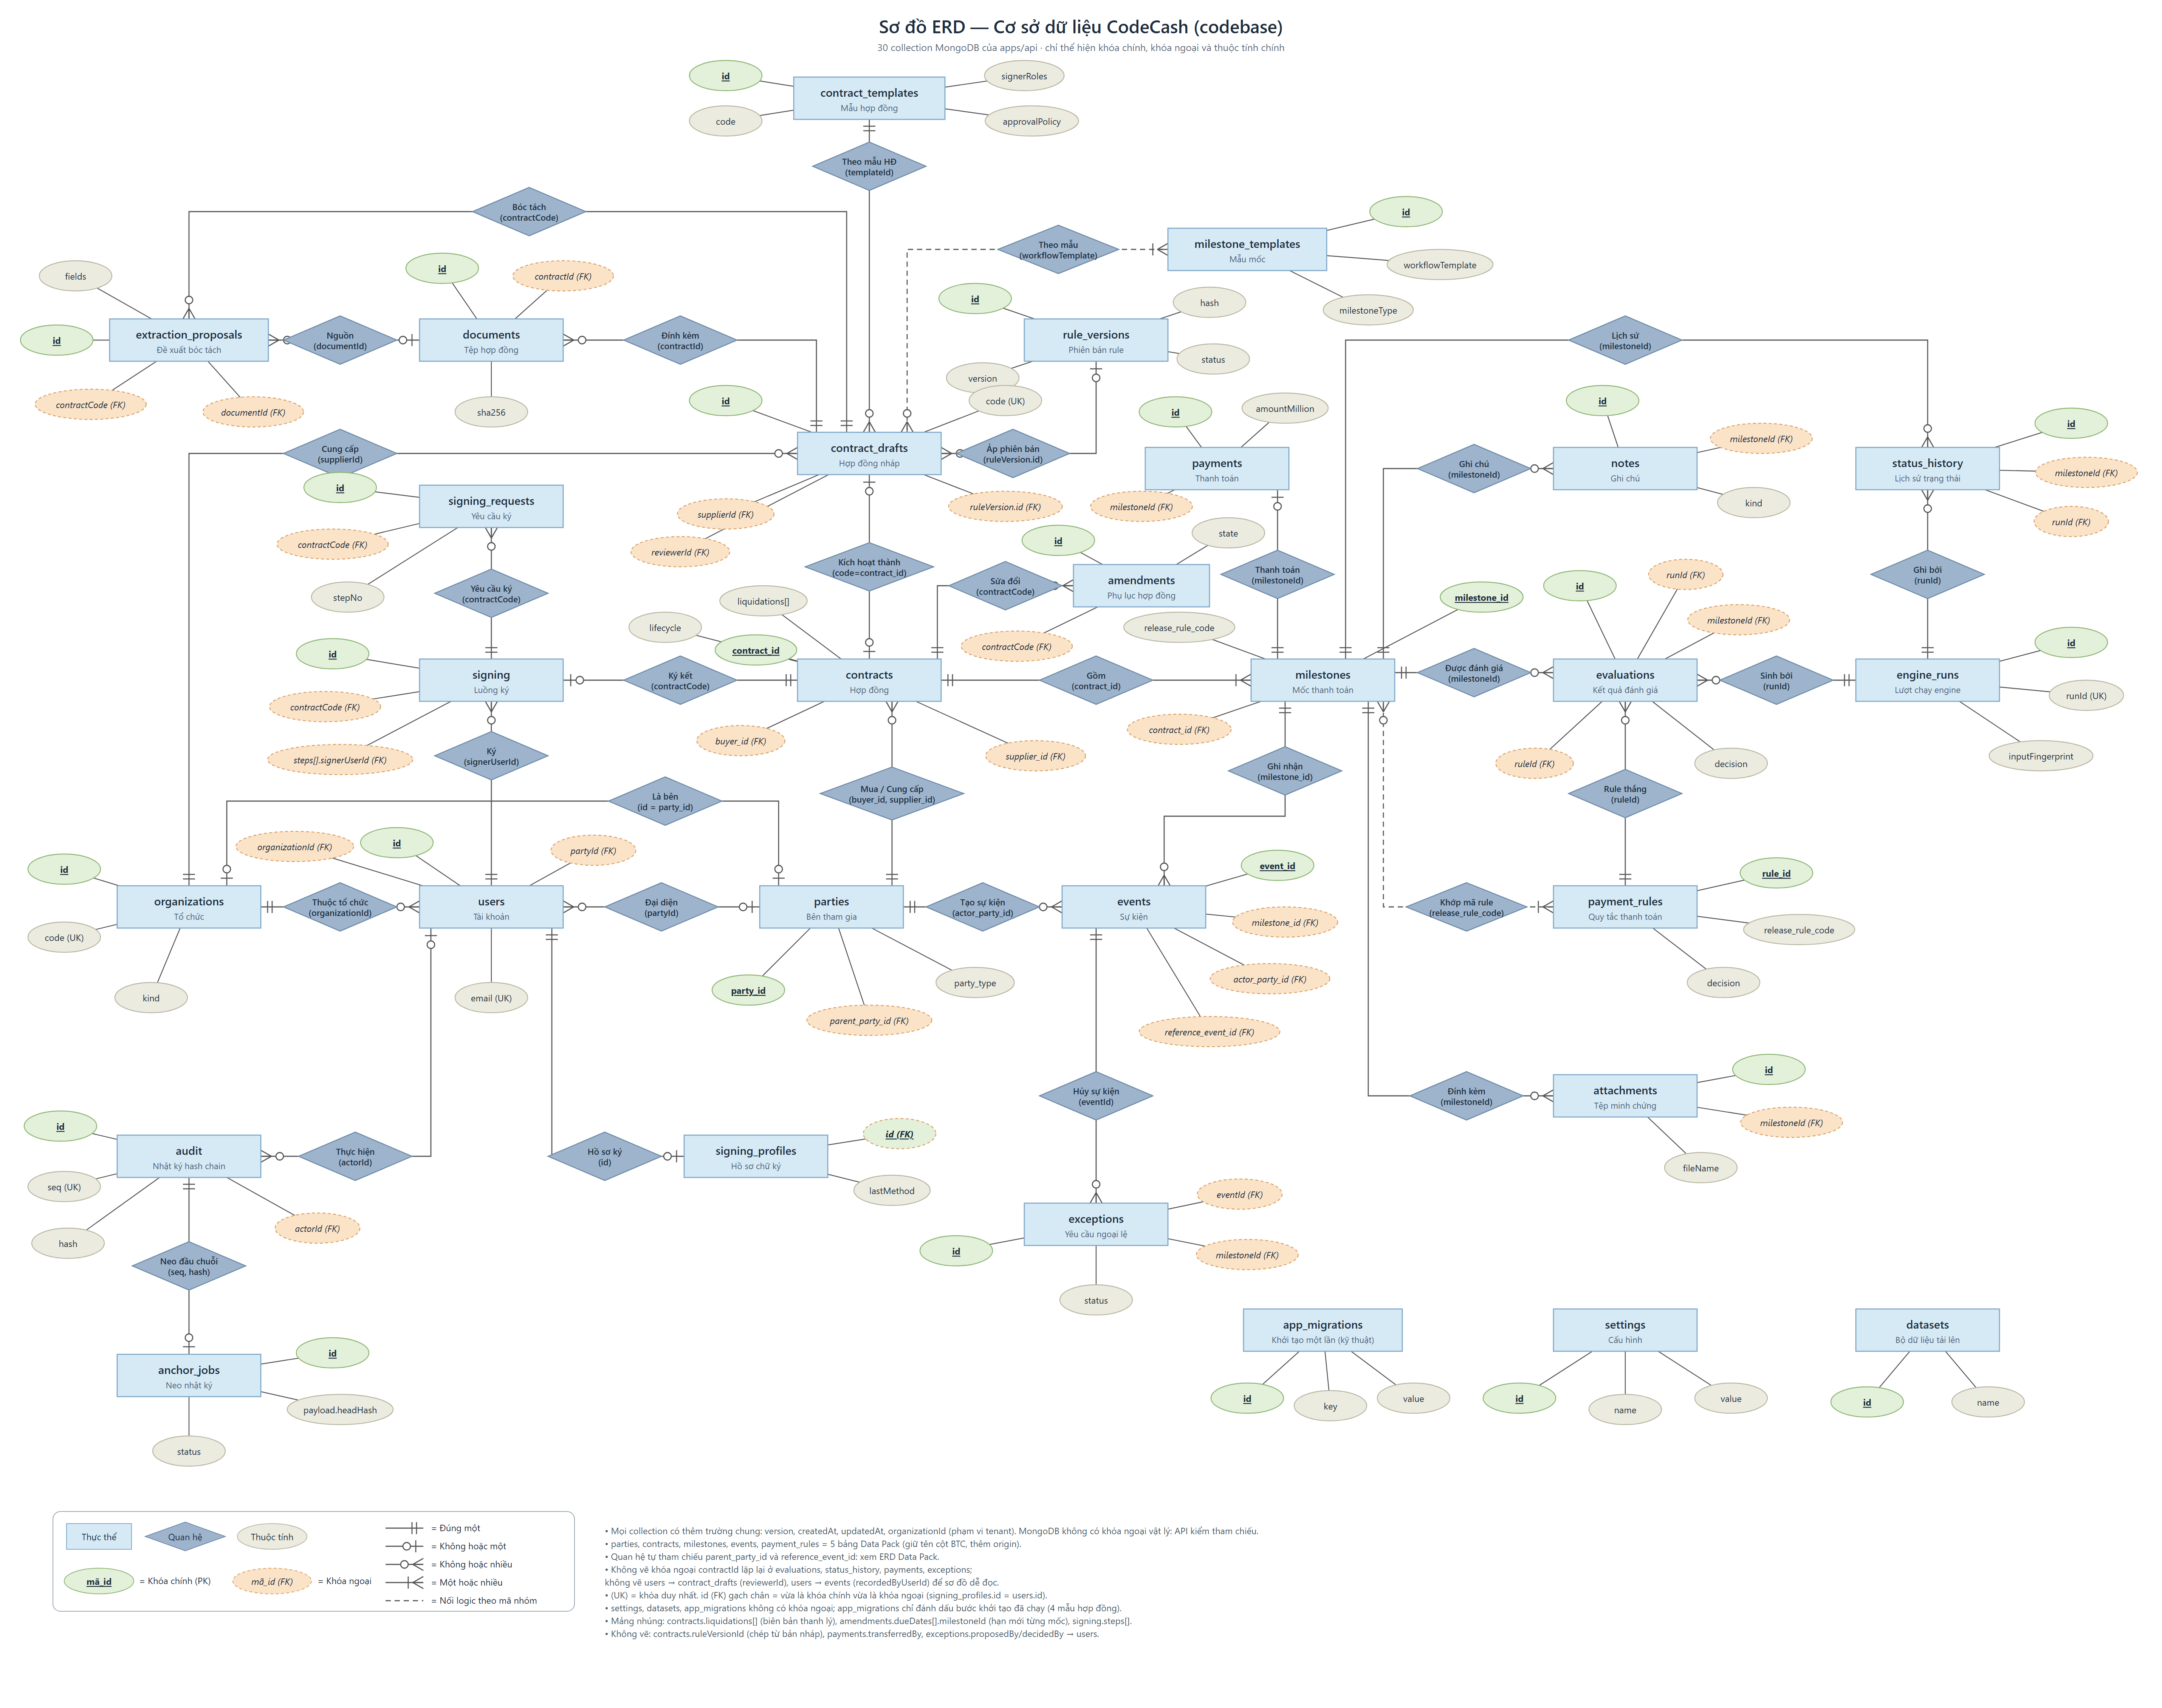 Sơ đồ ERD — Cơ sở dữ liệu CodeCash (codebase)
30 collection MongoDB của apps/api · chỉ thể hiện khóa chính, khóa ngoại và thuộc tính chính
id
signerRoles
contract_templates
Mẫu hợp đồng
code
approvalPolicy
Theo mẫu HĐ
(templateId)
Bóc tách
(contractCode)
id
Theo mẫu
(workflowTemplate)
milestone_templates
Mẫu mốc
workflowTemplate
milestoneType
fields
id
contractId (FK)
id
hash
extraction_proposals
Đề xuất bóc tách
id
Nguồn
(documentId)
documents
Tệp hợp đồng
Đính kèm
(contractId)
rule_versions
Phiên bản rule
status
version
Lịch sử
(milestoneId)
contractCode (FK)
documentId (FK)
sha256
id
code (UK)
id
amountMillion
id
id
Cung cấp
(supplierId)
contract_drafts
Hợp đồng nháp
Áp phiên bản
(ruleVersion.id)
payments
Thanh toán
Ghi chú
(milestoneId)
notes
Ghi chú
milestoneId (FK)
kind
status_history
Lịch sử trạng thái
milestoneId (FK)
runId (FK)
id
signing_requests
Yêu cầu ký
supplierId (FK)
ruleVersion.id (FK)
milestoneId (FK)
contractCode (FK)
reviewerId (FK)
id
state
stepNo
Yêu cầu ký
(contractCode)
Kích hoạt thành
(code=contract_id)
Sửa đổi
(contractCode)
amendments
Phụ lục hợp đồng
Thanh toán
(milestoneId)
Ghi bởi
(runId)
runId (FK)
id
milestone_id
liquidations[]
lifecycle
contract_id
contractCode (FK)
release_rule_code
milestoneId (FK)
id
id
signing
Luồng ký
Ký kết
(contractCode)
contracts
Hợp đồng
Gồm
(contract_id)
milestones
Mốc thanh toán
Được đánh giá
(milestoneId)
evaluations
Kết quả đánh giá
Sinh bởi
(runId)
engine_runs
Lượt chạy engine
runId (UK)
contractCode (FK)
steps[].signerUserId (FK)
Ký
(signerUserId)
buyer_id (FK)
supplier_id (FK)
contract_id (FK)
Ghi nhận
(milestone_id)
ruleId (FK)
decision
inputFingerprint
Là bên
(id = party_id)
Mua / Cung cấp
(buyer_id, supplier_id)
Rule thắng
(ruleId)
organizationId (FK)
id
partyId (FK)
id
event_id
rule_id
organizations
Tổ chức
Thuộc tổ chức
(organizationId)
users
Tài khoản
Đại diện
(partyId)
parties
Bên tham gia
Tạo sự kiện
(actor_party_id)
events
Sự kiện
milestone_id (FK)
Khớp mã rule
(release_rule_code)
payment_rules
Quy tắc thanh toán
release_rule_code
code (UK)
kind
email (UK)
party_id
party_type
parent_party_id (FK)
actor_party_id (FK)
reference_event_id (FK)
decision
id
Hủy sự kiện
(eventId)
Đính kèm
(milestoneId)
attachments
Tệp minh chứng
milestoneId (FK)
fileName
id
audit
Nhật ký hash chain
Thực hiện
(actorId)
Hồ sơ ký
(id)
signing_profiles
Hồ sơ chữ ký
id (FK)
lastMethod
seq (UK)
hash
actorId (FK)
eventId (FK)
exceptions
Yêu cầu ngoại lệ
id
milestoneId (FK)
status
Neo đầu chuỗi
(seq, hash)
id
anchor_jobs
Neo nhật ký
payload.headHash
status
app_migrations
Khởi tạo một lần (kỹ thuật)
settings
Cấu hình
datasets
Bộ dữ liệu tải lên
id
key
value
id
name
value
id
name
Thực thể
Quan hệ
Thuộc tính
mã_id
= Khóa chính (PK)
mã_id (FK)
= Khóa ngoại
= Đúng một
= Không hoặc một
= Không hoặc nhiều
= Một hoặc nhiều
= Nối logic theo mã nhóm
• Mọi collection có thêm trường chung: version, createdAt, updatedAt, organizationId (phạm vi tenant). MongoDB không có khóa ngoại vật lý: API kiểm tham chiếu.
• parties, contracts, milestones, events, payment_rules = 5 bảng Data Pack (giữ tên cột BTC, thêm origin).
• Quan hệ tự tham chiếu parent_party_id và reference_event_id: xem ERD Data Pack.
• Không vẽ khóa ngoại contractId lặp lại ở evaluations, status_history, payments, exceptions;
không vẽ users → contract_drafts (reviewerId), users → events (recordedByUserId) để sơ đồ dễ đọc.
• (UK) = khóa duy nhất. id (FK) gạch chân = vừa là khóa chính vừa là khóa ngoại (signing_profiles.id = users.id).
• settings, datasets, app_migrations không có khóa ngoại; app_migrations chỉ đánh dấu bước khởi tạo đã chạy (4 mẫu hợp đồng).
• Mảng nhúng: contracts.liquidations[] (biên bản thanh lý), amendments.dueDates[].milestoneId (hạn mới từng mốc), signing.steps[].
• Không vẽ: contracts.ruleVersionId (chép từ bản nháp), payments.transferredBy, exceptions.proposedBy/decidedBy → users.